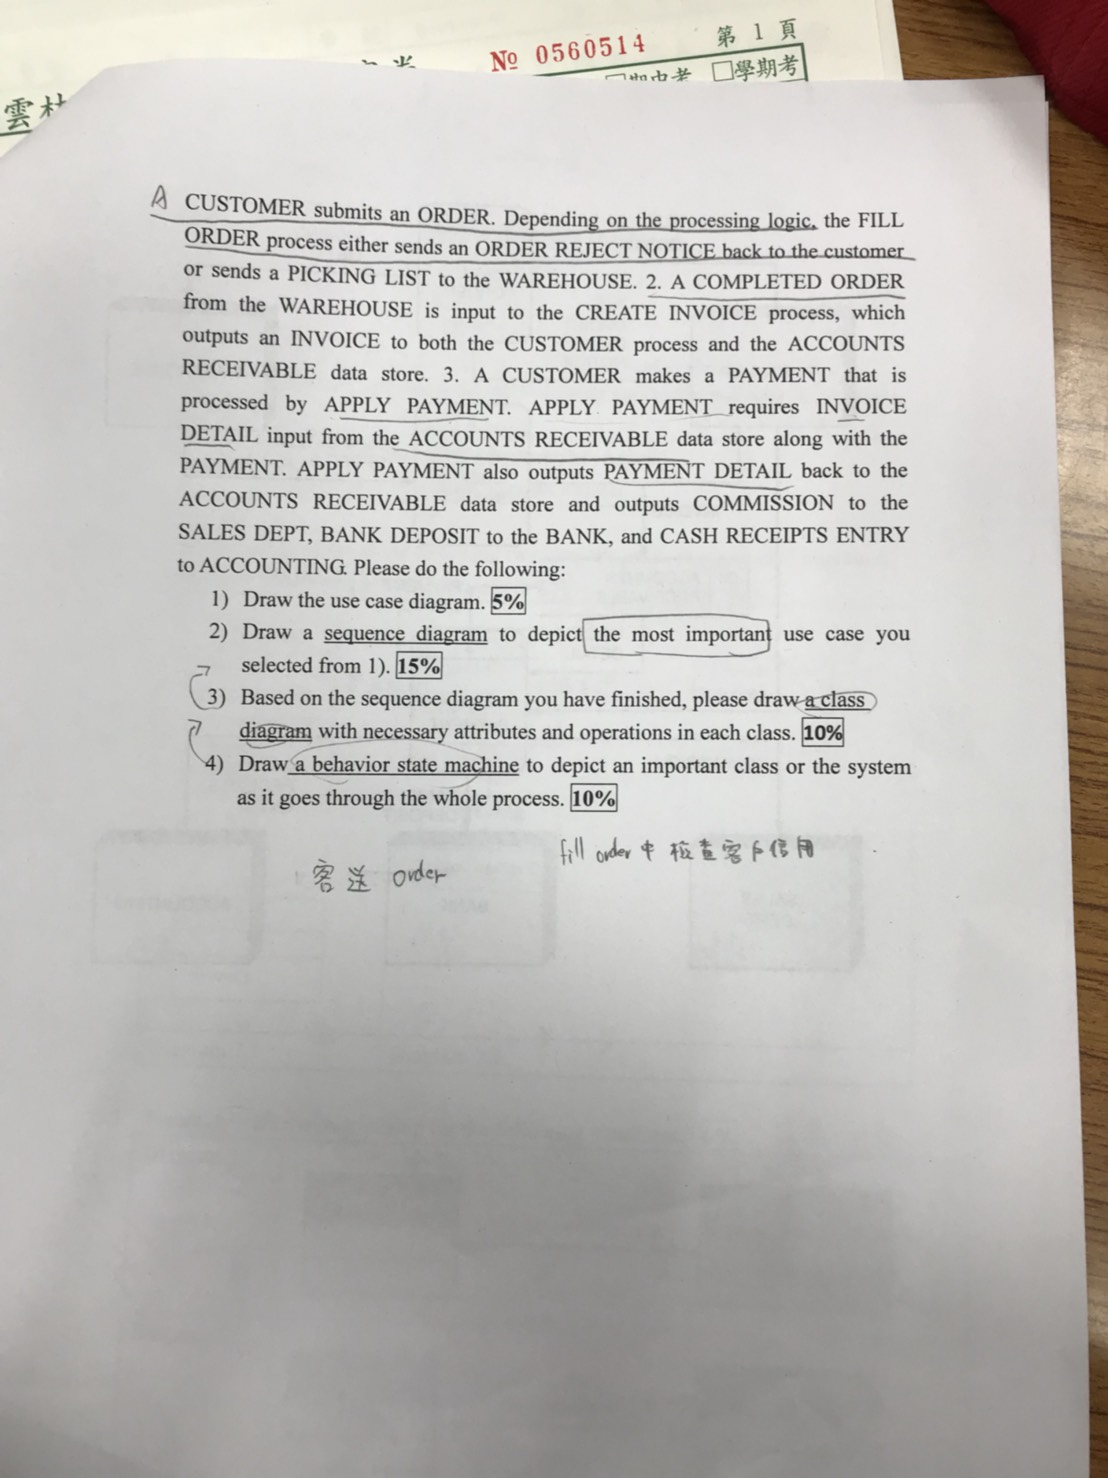 第 1 頁
№ 0560514
□期中考 □學期考
雲林
A CUSTOMER submits an ORDER. Depending on the processing logic, the FILL
ORDER process either sends an ORDER REJECT NOTICE back to the customer
or sends a PICKING LIST to the WAREHOUSE. 2. A COMPLETED ORDER
from the WAREHOUSE is input to the CREATE INVOICE process, which
outputs an INVOICE to both the CUSTOMER process and the ACCOUNTS
RECEIVABLE data store. 3. A CUSTOMER makes a PAYMENT that is
processed by APPLY PAYMENT. APPLY PAYMENT requires INVOICE
DETAIL input from the ACCOUNTS RECEIVABLE data store along with the
PAYMENT. APPLY PAYMENT also outputs PAYMENT DETAIL back to the
ACCOUNTS RECEIVABLE data store and outputs COMMISSION to the
SALES DEPT, BANK DEPOSIT to the BANK, and CASH RECEIPTS ENTRY
to ACCOUNTING. Please do the following:
1) Draw the use case diagram. 5%
2) Draw a sequence diagram to depict the most important use case you
selected from 1). 15%
3) Based on the sequence diagram you have finished, please draw a class
diagram with necessary attributes and operations in each class. 10%
4) Draw a behavior state machine to depict an important class or the system
as it goes through the whole process. 10%
fill order 中 檢查客戶信用
客送 order